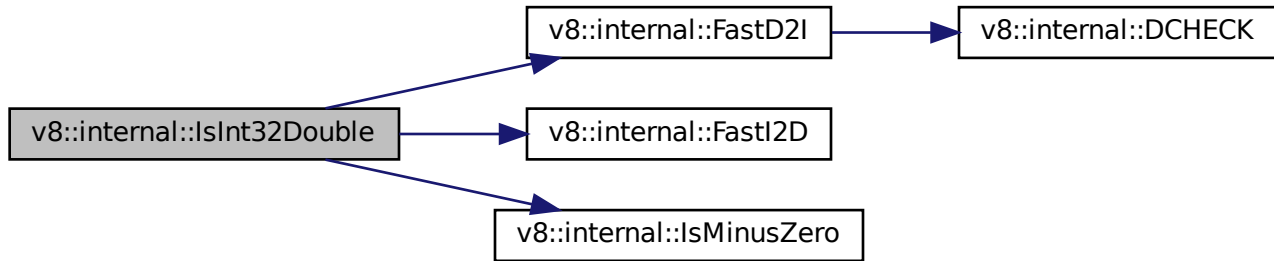 v8::internal::FastD2I
v8::internal::DCHECK
v8::internal::IsInt32Double
v8::internal::FastI2D
v8::internal::IsMinusZero